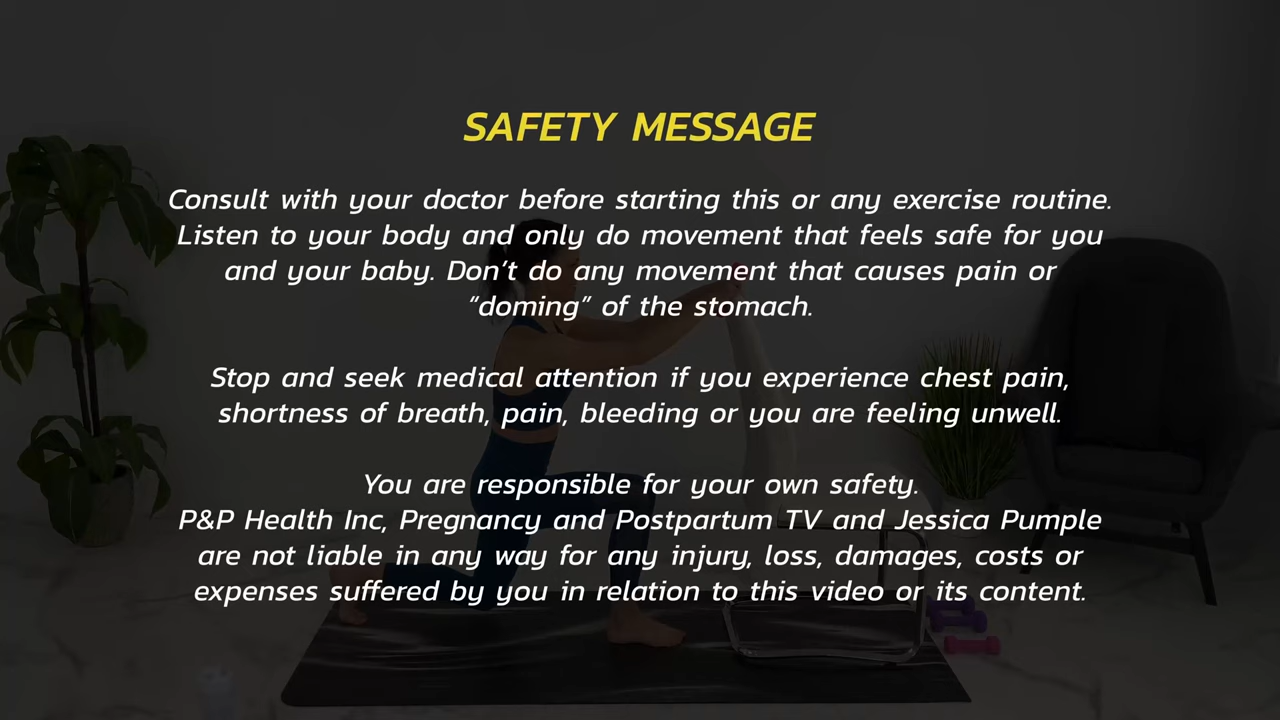 SAFETY MESSAGE
Consult with your doctor before starting this or any exercise routine.
Listen to your body and only do movement that feels safe for you
and your baby. Don’t do any movement that causes pain or
“doming” of the stomach.
Stop and seek medical attention if you experience chest pain,
shortness of breath, pain, bleeding or you are feeling unwell.
You are responsible for your own safety.
P&P Health Inc, Pregnancy and Postpartum TV and Jessica Pumple
are not liable in any way for any injury, loss, damages, costs or
expenses suffered by you in relation to this video or its content.